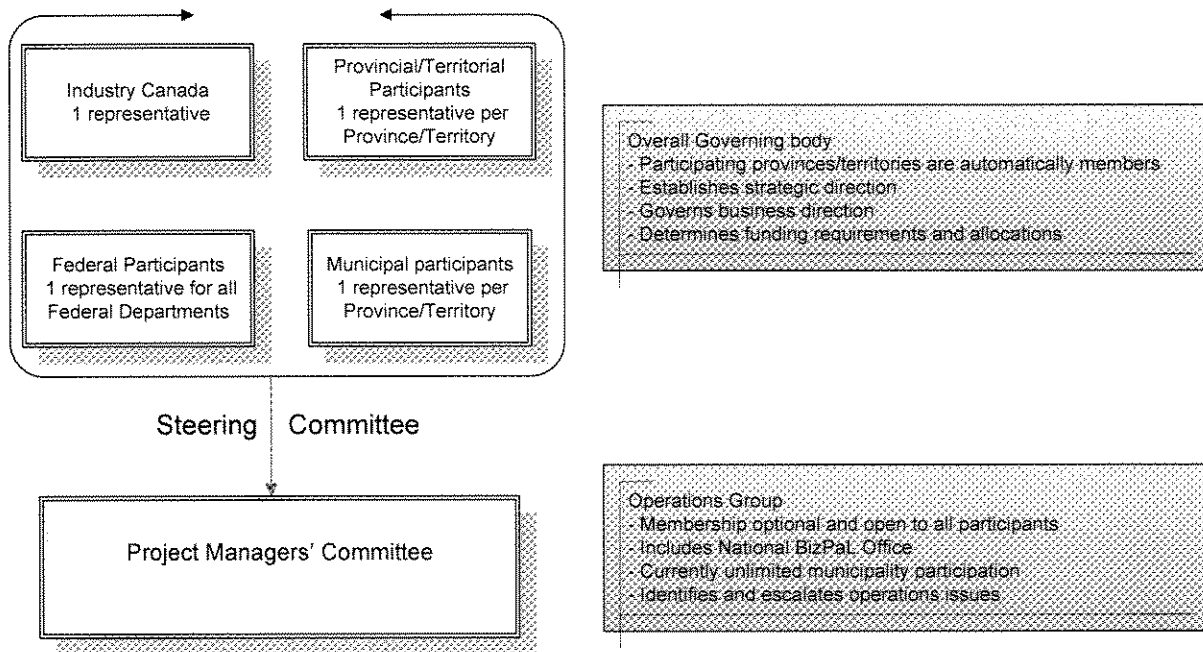 Industry Canada
1 representative
Provincial/Territorial
Participants
1 representative per
Province/Territory
Federal Participants
1 representative for all
Federal Departments
Municipal participants
1 representative per
Province/Territory
Overall Governing body
- Participating provinces/territories are automatically members
- Establishes strategic direction
- Governs business direction
- Determines funding requirements and allocations
Steering Committee
Project Managers' Committee
Operations Group
- Membership optional and open to all participants
- Includes National BizPaL Office
- Currently unlimited municipality participation
- Identifies and escalates operations issues